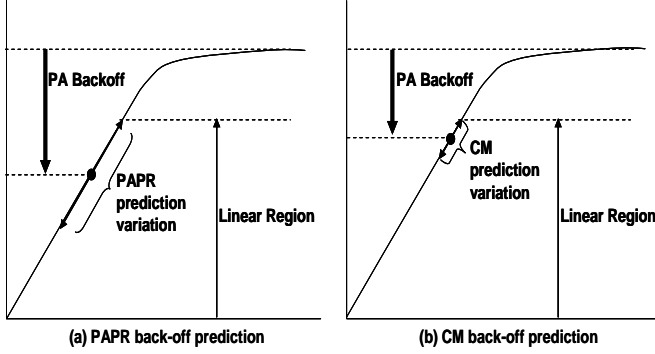 PA Backoff
PAPR
prediction
variation
Linear Region
(a) PAPR back-off prediction
PA Backoff
CM
prediction
variation
Linear Region
(b) CM back-off prediction